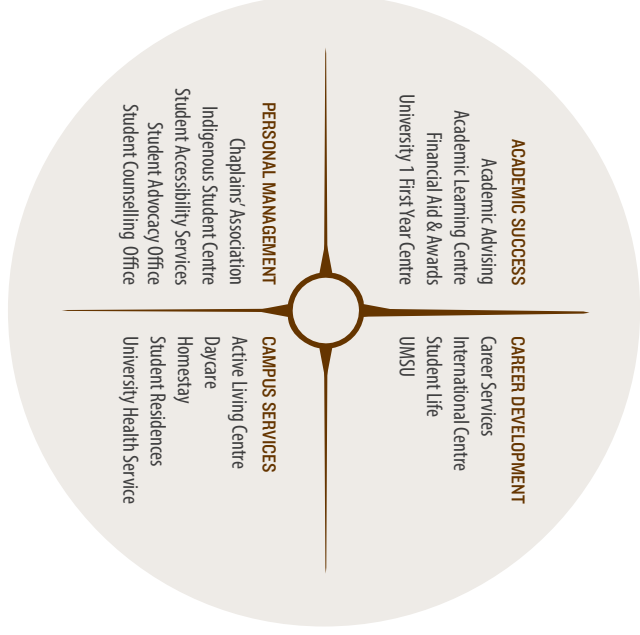 ACADEMIC SUCCESS
Academic Advising
Academic Learning Centre
Financial Aid & Awards
University 1 First Year Centre
CAREER DEVELOPMENT
Career Services
International Centre
Student Life
UMSU
PERSONAL MANAGEMENT
Chaplains’ Association
Indigenous Student Centre
Student Accessibility Services
Student Advocacy Office
Student Counselling Office
CAMPUS SERVICES
Active Living Centre
Daycare
Homestay
Student Residences
University Health Service